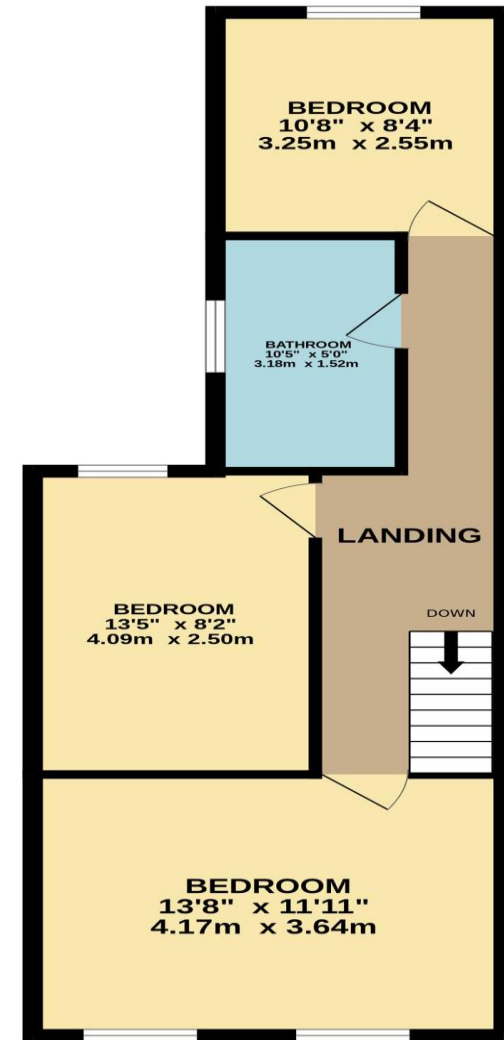 BEDROOM
10'8" x 8'4"
3.25m x 2.55m
BATHROOM
10'5" x 5'0"
3.18m x 1.52m
LANDING
DOWN
BEDROOM
13'5" x 8'2"
4.09m x 2.50m
BEDROOM
13'8" x 11'11"
4.17m x 3.64m